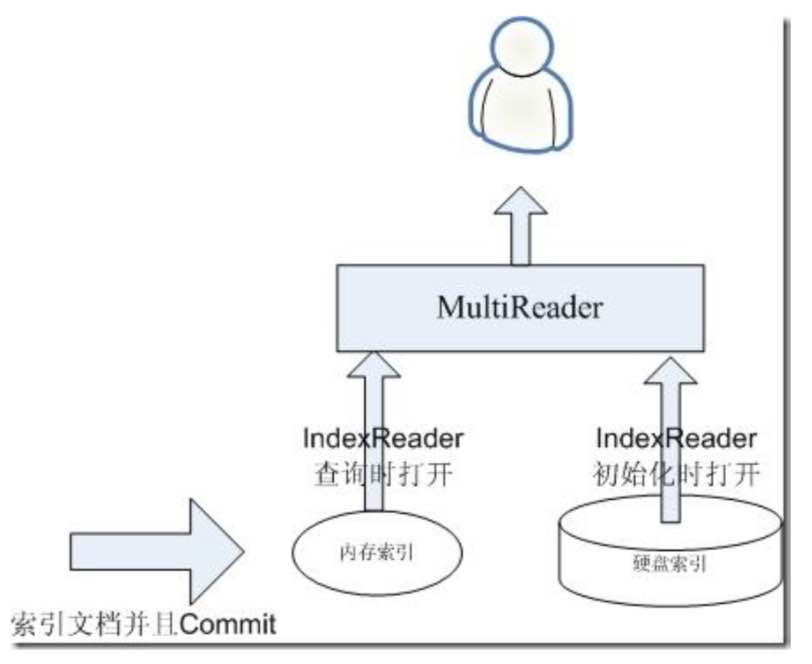 MultiReader
IndexReader
查询时打开
IndexReader
初始化时打开
内存索引
硬盘索引
索引文档并且Commit